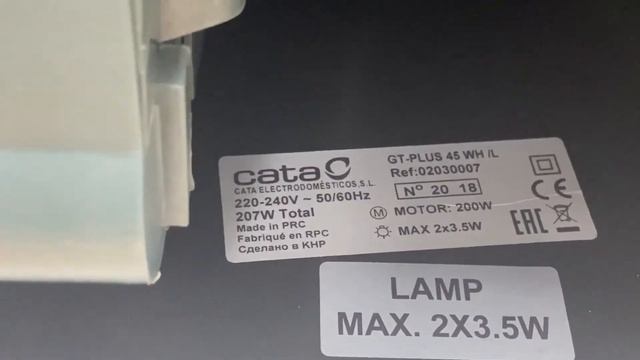 cata
CATA ELECTRODOMÉSTICOS, S.L.
220-240V ~ 50/60Hz
207W Total
Made in PRC
Fabriqué en RPC
Сделано в КНР
GT-PLUS 45 WH /L
Ref:02030007
Nº 20 18
M MOTOR: 200W
MAX 2x3.5W
CE
EAC
LAMP
MAX. 2X3.5W